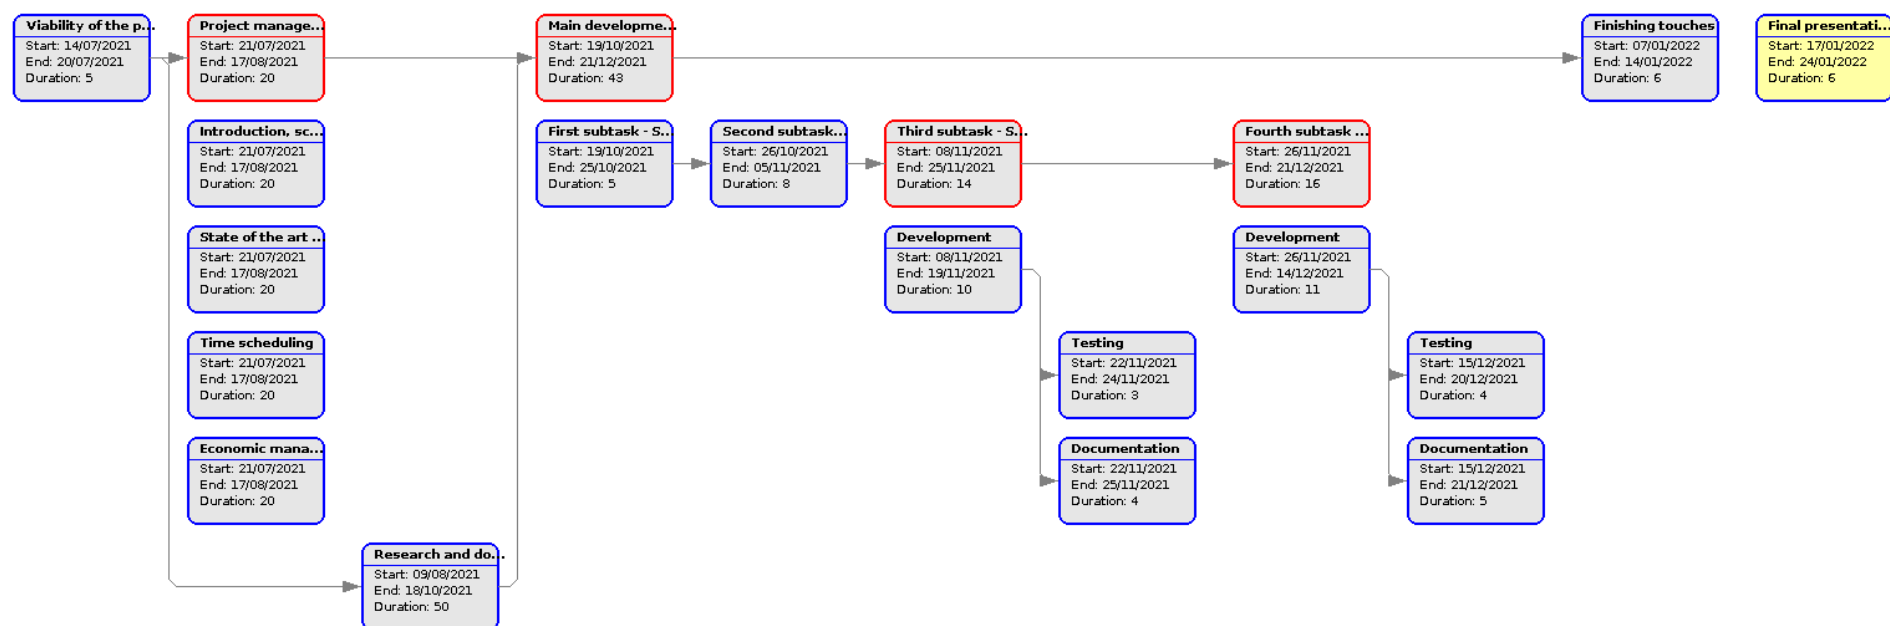 Viability of the p...
Start: 14/07/2021
End: 20/07/2021
Duration: 5
Project manage...
Start: 21/07/2021
End: 17/08/2021
Duration: 20
Main developme...
Start: 19/10/2021
End: 21/12/2021
Duration: 43
Finishing touches
Start: 07/01/2022
End: 14/01/2022
Duration: 6
Final presentati...
Start: 17/01/2022
End: 24/01/2022
Duration: 6
Introduction, sc...
Start: 21/07/2021
End: 17/08/2021
Duration: 20
First subtask - S...
Start: 19/10/2021
End: 25/10/2021
Duration: 5
Second subtask...
Start: 26/10/2021
End: 05/11/2021
Duration: 8
Third subtask - S...
Start: 08/11/2021
End: 25/11/2021
Duration: 14
Fourth subtask ...
Start: 26/11/2021
End: 21/12/2021
Duration: 16
State of the art ...
Start: 21/07/2021
End: 17/08/2021
Duration: 20
Development
Start: 08/11/2021
End: 19/11/2021
Duration: 10
Development
Start: 26/11/2021
End: 14/12/2021
Duration: 11
Time scheduling
Start: 21/07/2021
End: 17/08/2021
Duration: 20
Testing
Start: 22/11/2021
End: 24/11/2021
Duration: 3
Testing
Start: 15/12/2021
End: 20/12/2021
Duration: 4
Economic mana...
Start: 21/07/2021
End: 17/08/2021
Duration: 20
Documentation
Start: 22/11/2021
End: 25/11/2021
Duration: 4
Documentation
Start: 15/12/2021
End: 21/12/2021
Duration: 5
Research and do...
Start: 09/08/2021
End: 18/10/2021
Duration: 50